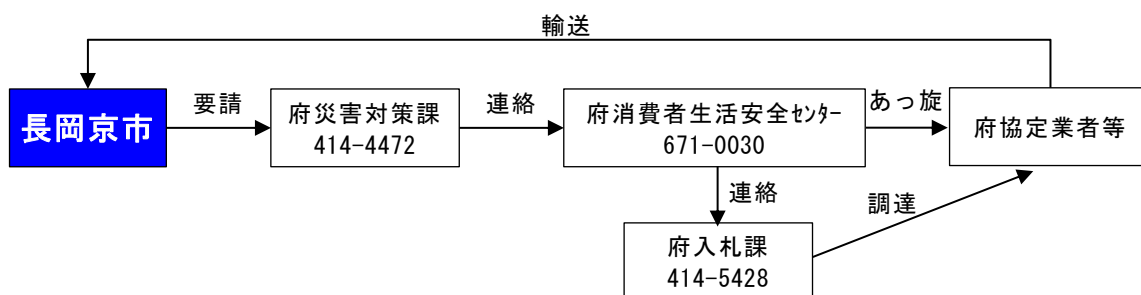 輸送
長岡京市
要請
府災害対策課
414-4472
連絡
府消費者生活安全ｾﾝﾀｰ
671-0030
あっ旋
府協定業者等
連絡
調達
府入札課
414-5428